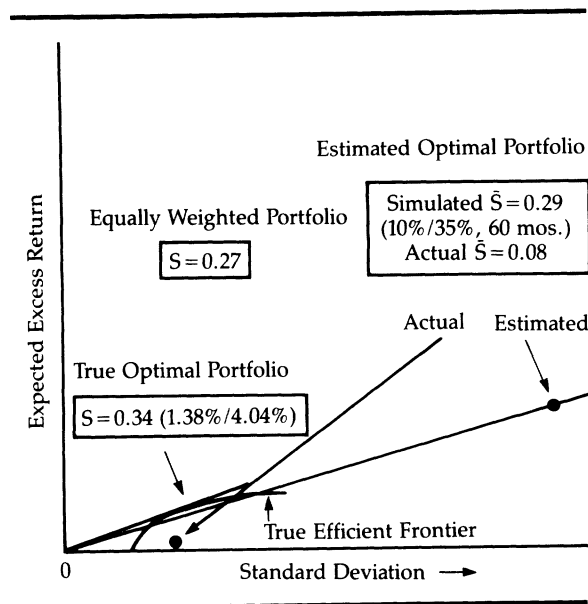 Estimated Optimal Portfolio
Simulated S̄ = 0.29
(10%/35%, 60 mos.)
Actual S̄ = 0.08
Equally Weighted Portfolio
S = 0.27
Actual
Estimated
True Optimal Portfolio
S = 0.34 (1.38%/4.04%)
True Efficient Frontier
Expected Excess Return
0
Standard Deviation →